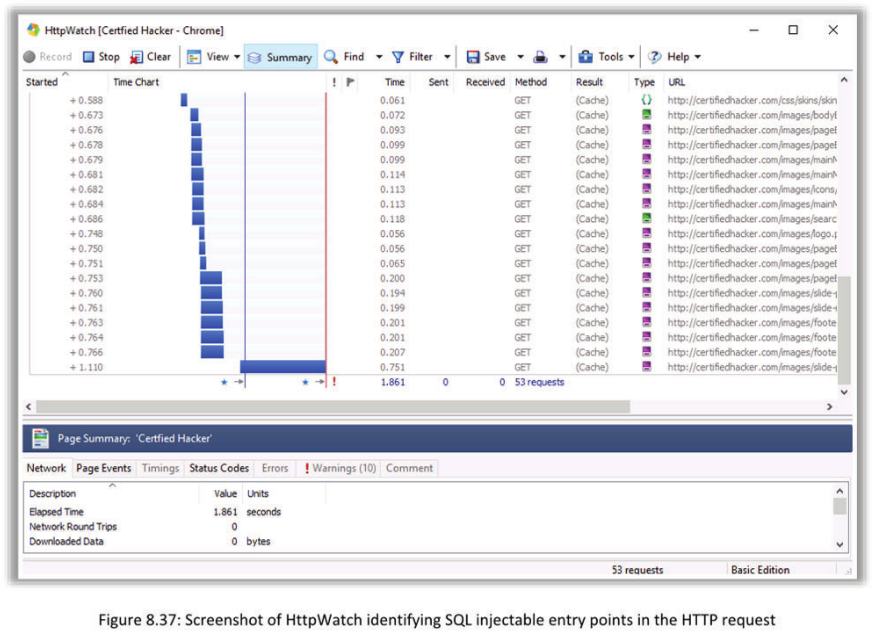 HttpWatch [Certfied Hacker - Chrome]
Record Stop Clear View Summary Find Filter Save Tools Help
Started Time Chart ! Time Sent Received Method Result Type URL
+ 0.588 0.061 GET (Cache) {} http://certifiedhacker.com/css/skins/skin
+ 0.673 0.072 GET (Cache) http://certifiedhacker.com/images/body
+ 0.676 0.093 GET (Cache) http://certifiedhacker.com/images/page
+ 0.678 0.099 GET (Cache) http://certifiedhacker.com/images/page
+ 0.679 0.099 GET (Cache) http://certifiedhacker.com/images/main
+ 0.681 0.114 GET (Cache) http://certifiedhacker.com/images/main
+ 0.682 0.113 GET (Cache) http://certifiedhacker.com/images/icons/
+ 0.684 0.113 GET (Cache) http://certifiedhacker.com/images/main
+ 0.686 0.118 GET (Cache) http://certifiedhacker.com/images/searc
+ 0.748 0.056 GET (Cache) http://certifiedhacker.com/images/logo.p
+ 0.750 0.056 GET (Cache) http://certifiedhacker.com/images/page
+ 0.751 0.065 GET (Cache) http://certifiedhacker.com/images/page
+ 0.753 0.200 GET (Cache) http://certifiedhacker.com/images/page
+ 0.760 0.194 GET (Cache) http://certifiedhacker.com/images/slide-
+ 0.761 0.199 GET (Cache) http://certifiedhacker.com/images/slide-
+ 0.763 0.201 GET (Cache) http://certifiedhacker.com/images/foote
+ 0.764 0.201 GET (Cache) http://certifiedhacker.com/images/foote
+ 0.766 0.207 GET (Cache) http://certifiedhacker.com/images/foote
+ 1.110 0.751 GET (Cache) http://certifiedhacker.com/images/slide-
! 1.861 0 0 53 requests
Page Summary: 'Certfied Hacker'
Network Page Events Timings Status Codes Errors ! Warnings (10) Comment
Description Value Units
Elapsed Time 1.861 seconds
Network Round Trips 0
Downloaded Data 0 bytes
53 requests Basic Edition
Figure 8.37: Screenshot of HttpWatch identifying SQL injectable entry points in the HTTP request